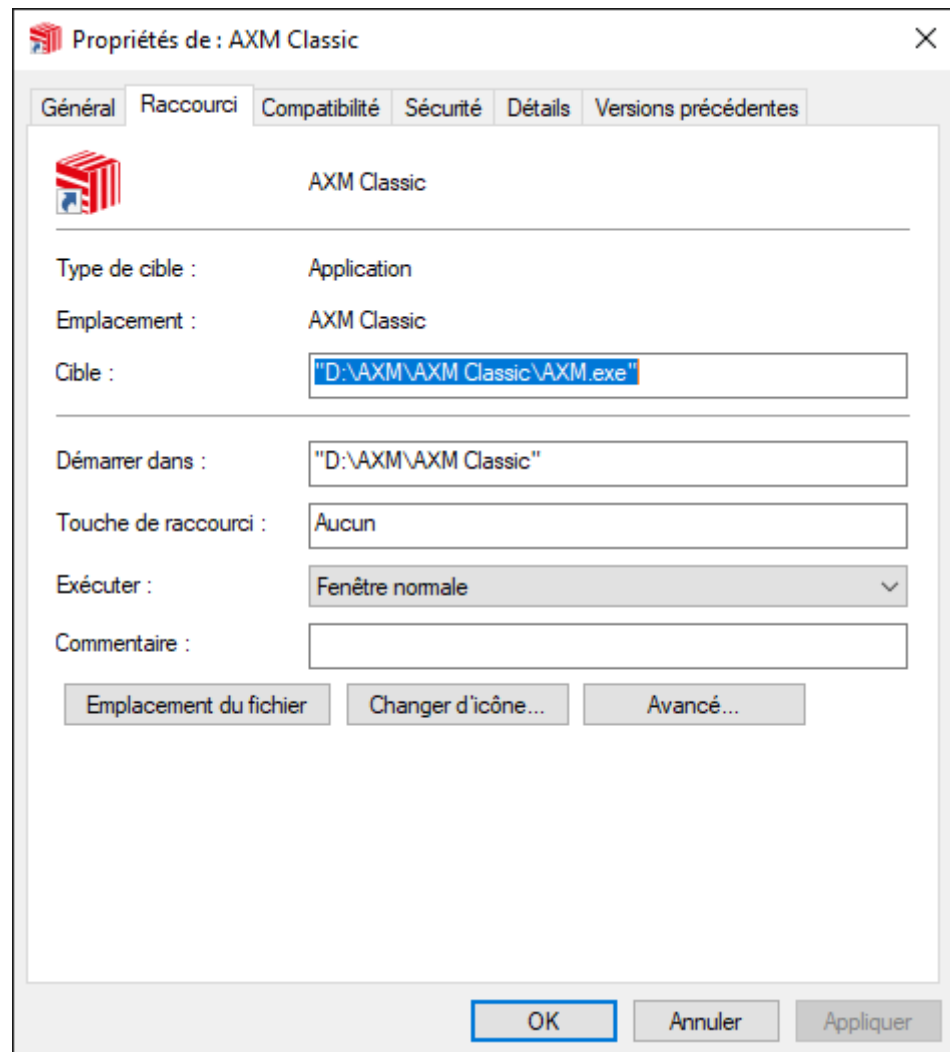 Propriétés de : AXM Classic
Général Raccourci Compatibilité Sécurité Détails Versions précédentes
AXM Classic
Type de cible : Application
Emplacement : AXM Classic
Cible : "D:\AXM\AXM Classic\AXM.exe"
Démarrer dans : "D:\AXM\AXM Classic"
Touche de raccourci : Aucun
Exécuter : Fenêtre normale
Commentaire :
Emplacement du fichier Changer d'icône... Avancé...
OK Annuler Appliquer